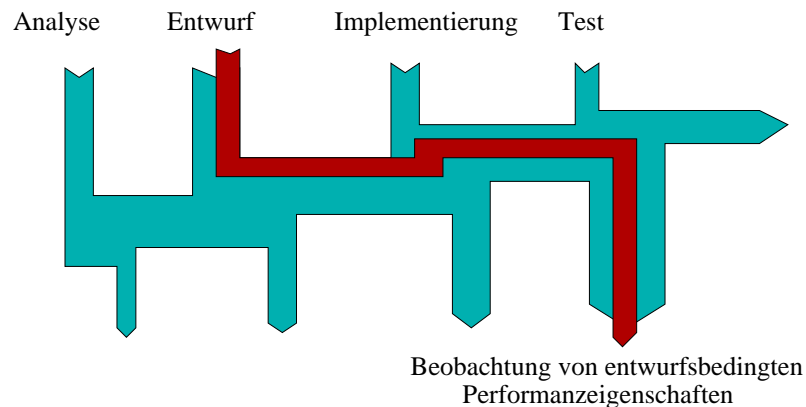 Analyse Entwurf Implementierung Test
Beobachtung von entwurfsbedingten
Performanzeigenschaften